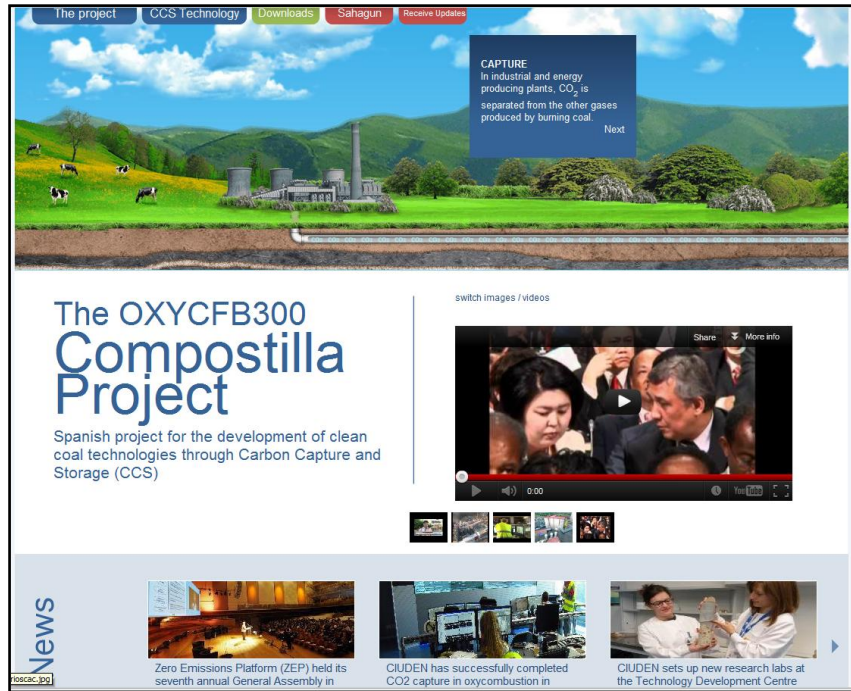 The project
CCS Technology
Downloads
Sahagun
Receive Updates
CAPTURE
In industrial and energy
producing plants, CO2 is
separated from the other gases
produced by burning coal.
Next
The OXYCFB300
Compostilla
Project
Spanish project for the development of clean
coal technologies through Carbon Capture and
Storage (CCS)
switch images / videos
Share
More info
0:00
YouTube
News
Zero Emissions Platform (ZEP) held its
seventh annual General Assembly in
CIUDEN has successfully completed
CO2 capture in oxycombustion in
CIUDEN sets up new research labs at
the Technology Development Centre
rioscac.jpg